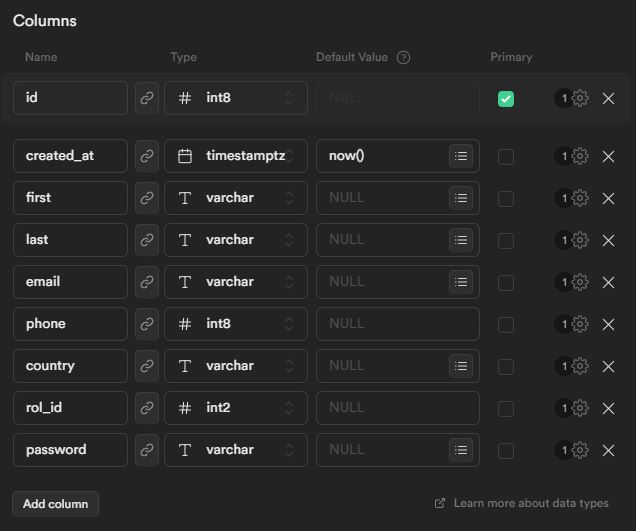 Columns
Name Type Default Value ? Primary
id # int8 NULL 1
created_at timestamptz now() 1
first T varchar NULL 1
last T varchar NULL 1
email T varchar NULL 1
phone # int8 NULL 1
country T varchar NULL 1
rol_id # int2 NULL 1
password T varchar NULL 1
Add column Learn more about data types